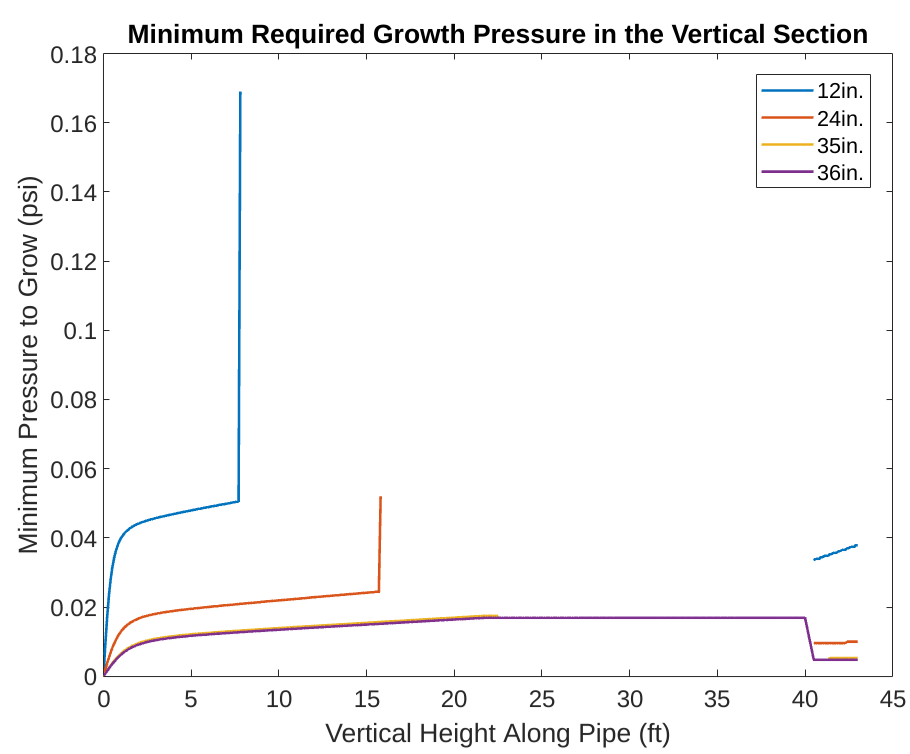 Minimum Required Growth Pressure in the Vertical Section
0.18
0.16
0.14
0.12
0.1
0.08
0.06
0.04
0.02
0
Minimum Pressure to Grow (psi)
12in.
24in.
35in.
36in.
0 5 10 15 20 25 30 35 40 45
Vertical Height Along Pipe (ft)